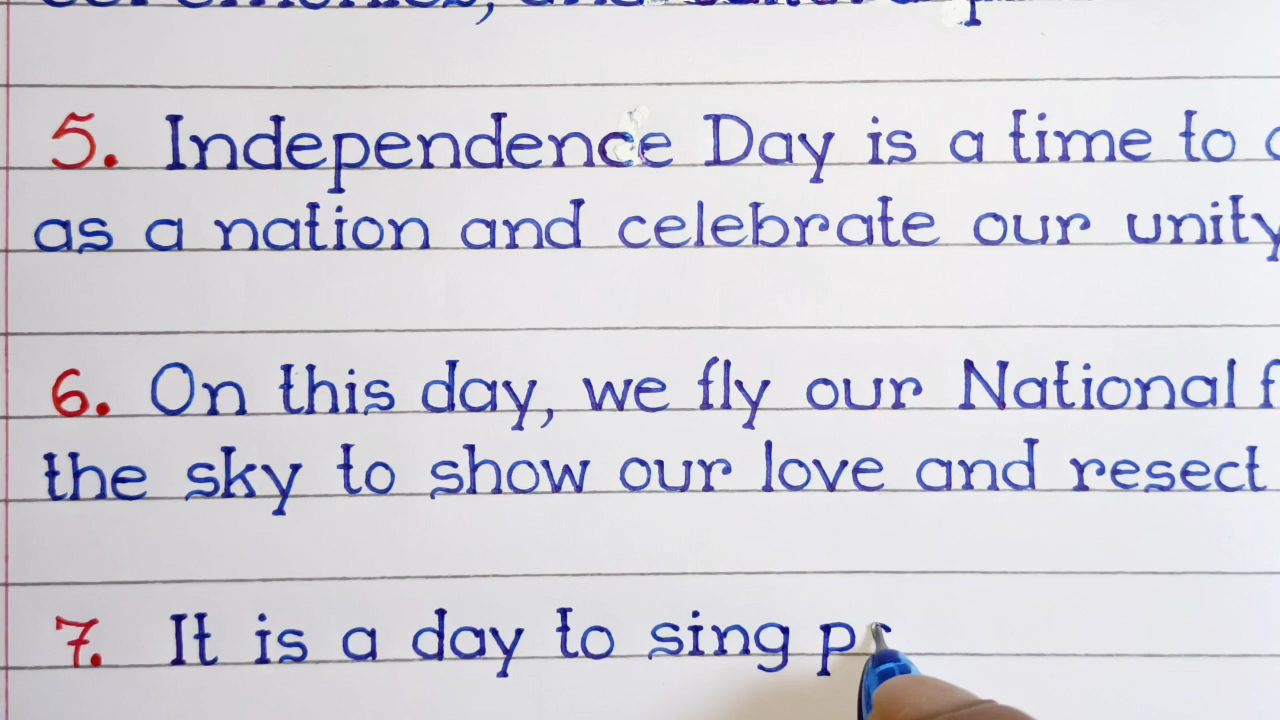 5. Independence Day is a time to
as a nation and celebrate our unity
6. On this day, we fly our National
the sky to show our love and resect
7. It is a day to sing p